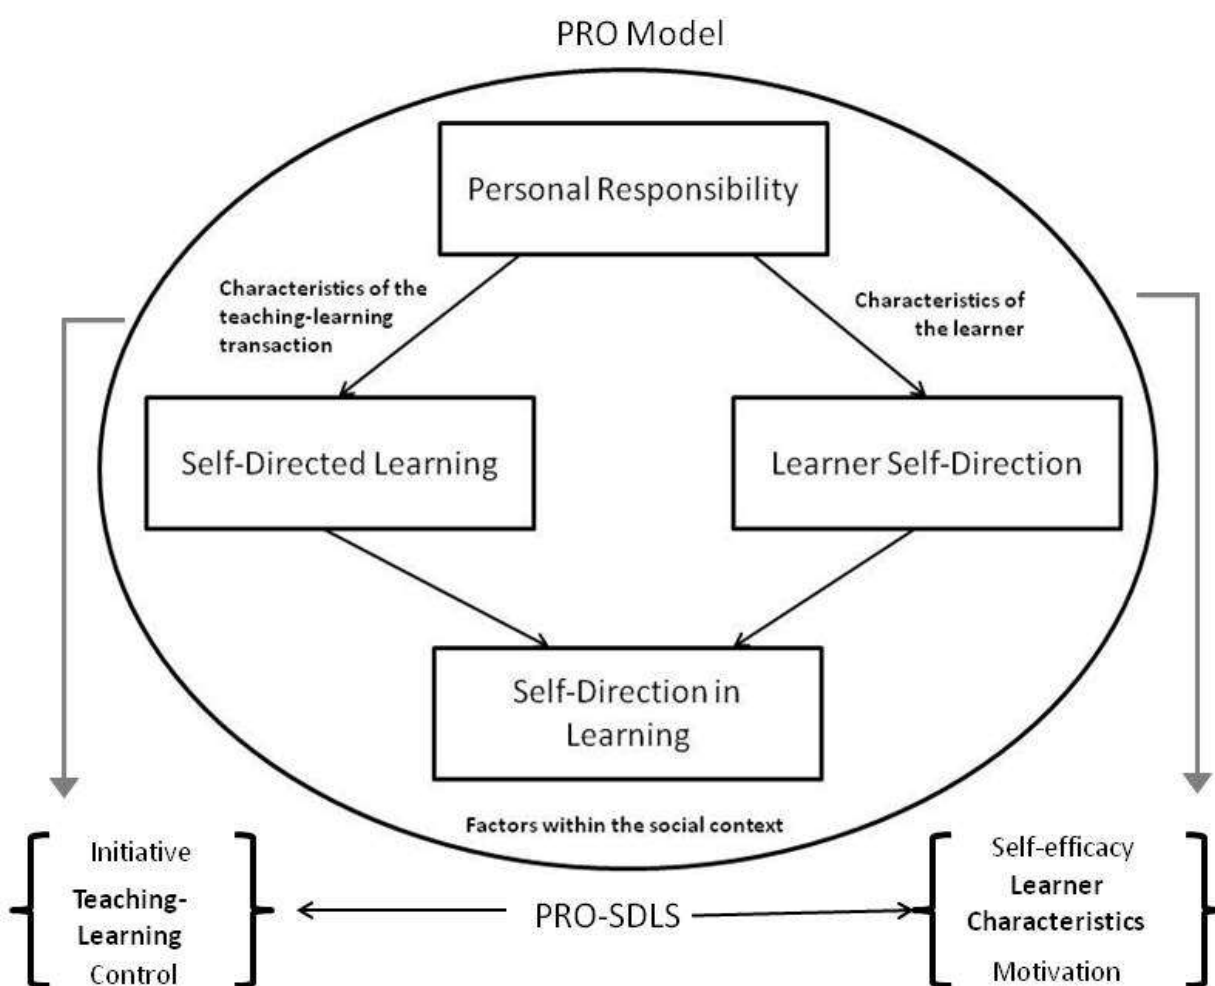 PRO Model
Personal Responsibility
Characteristics of the
teaching-learning
transaction
Characteristics of
the learner
Self-Directed Learning
Learner Self-Direction
Self-Direction in
Learning
Factors within the social context
Initiative
Teaching-
Learning
Control
PRO-SDLS
Self-efficacy
Learner
Characteristics
Motivation